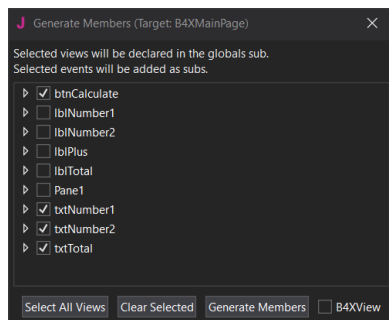 Generate Members (Target: B4XMainPage)
Selected views will be declared in the globals sub.
Selected events will be added as subs.
btnCalculate
lblNumber1
lblNumber2
lblPlus
lblTotal
Pane1
txtNumber1
txtNumber2
txtTotal
Select All Views Clear Selected Generate Members B4XView